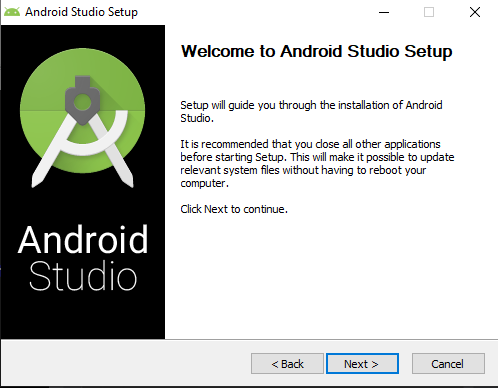 Android Studio Setup
Welcome to Android Studio Setup
Setup will guide you through the installation of Android
Studio.
It is recommended that you close all other applications
before starting Setup. This will make it possible to update
relevant system files without having to reboot your
computer.
Click Next to continue.
Android
Studio
< Back
Next >
Cancel